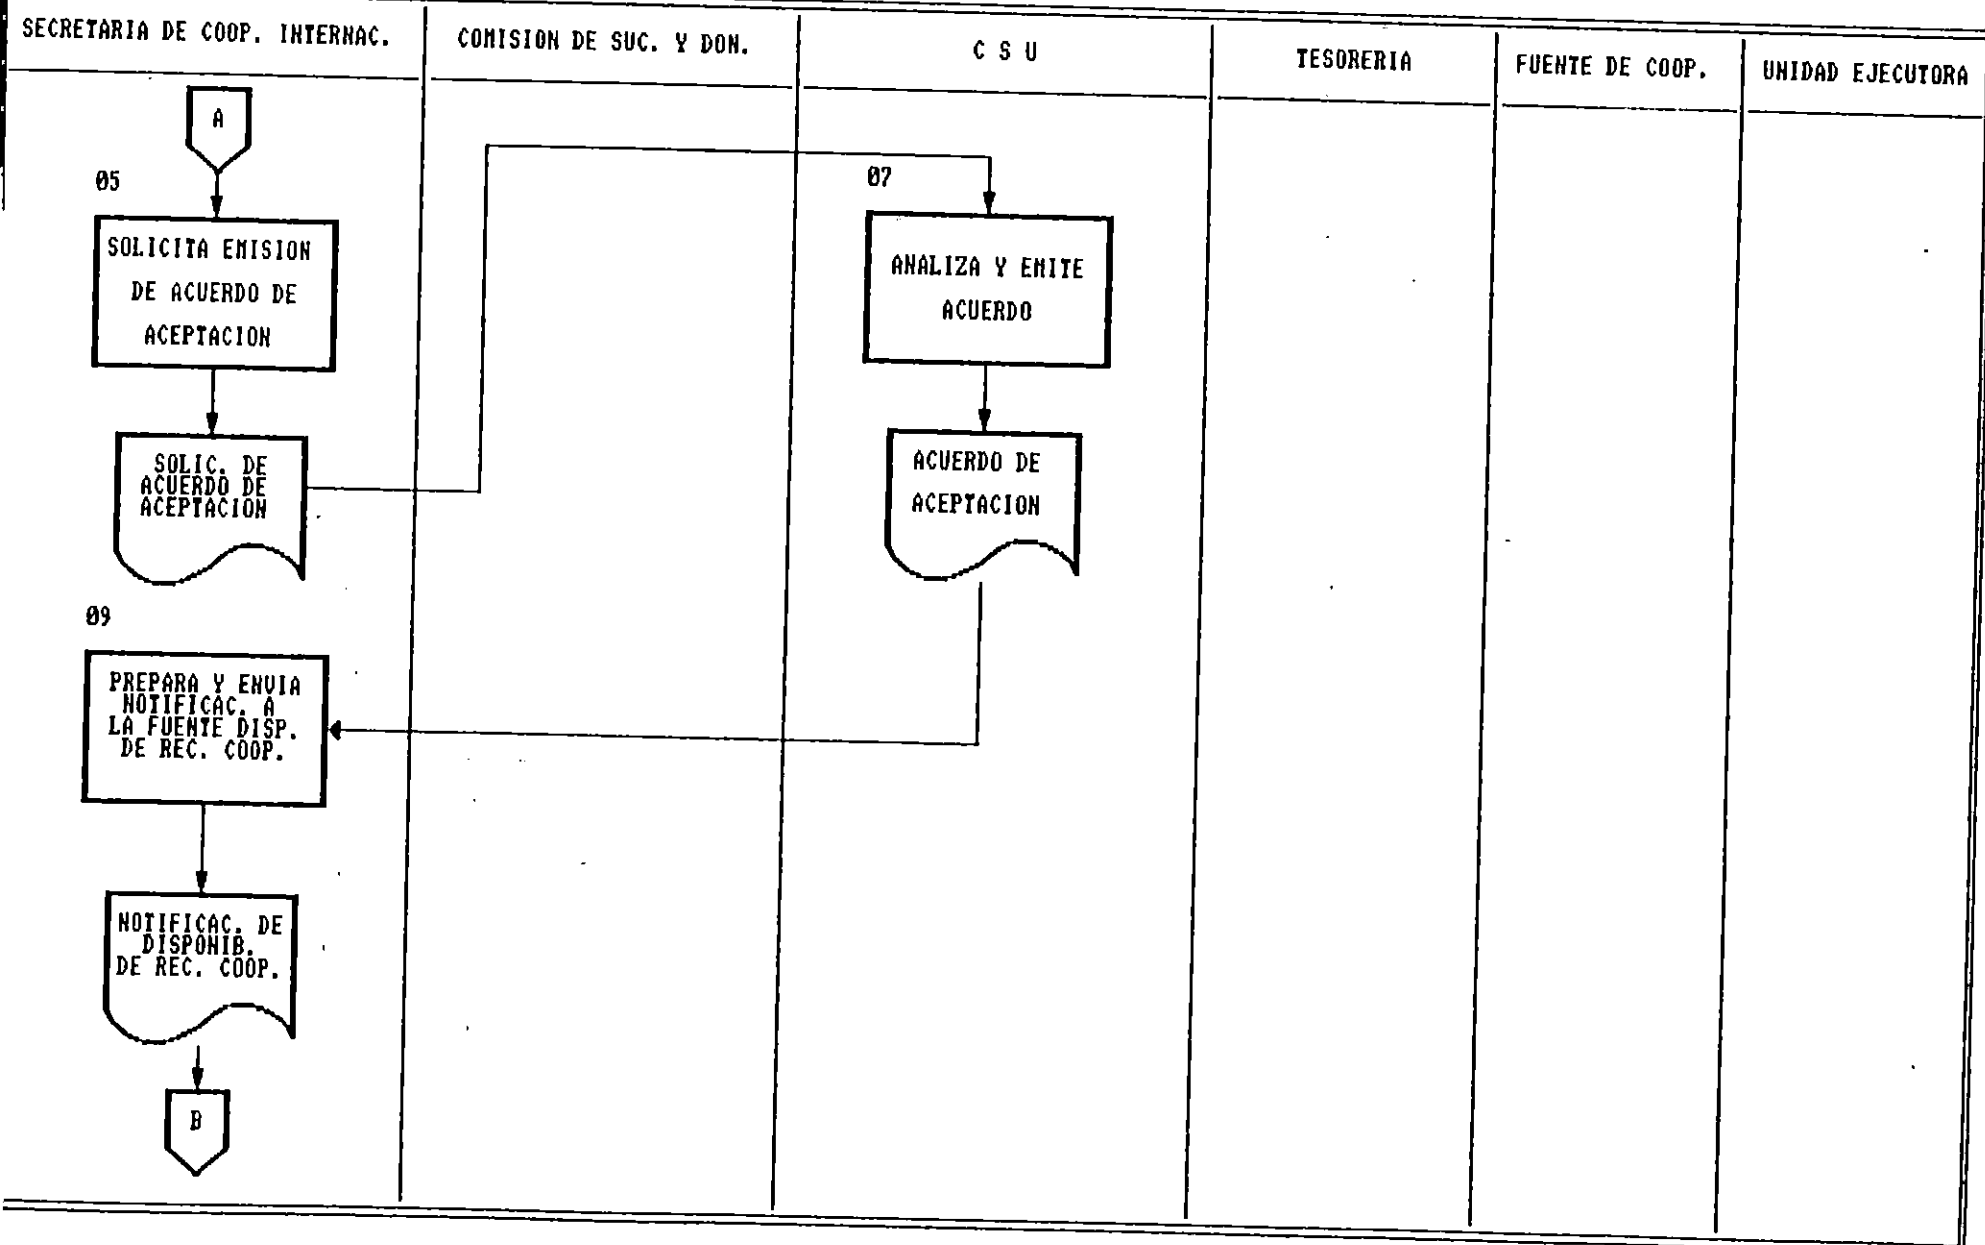 SECRETARIA DE COOP. INTERNAC.
COMISION DE SUC. Y DON.
C S U
TESORERIA
FUENTE DE COOP.
UNIDAD EJECUTORA
A
05
SOLICITA EMISION
DE ACUERDO DE
ACEPTACION
SOLIC. DE
ACUERDO DE
ACEPTACION
07
ANALIZA Y EMITE
ACUERDO
ACUERDO DE
ACEPTACION
09
PREPARA Y ENVIA
NOTIFICAC. A
LA FUENTE DISP.
DE REC. COOP.
NOTIFICAC. DE
DISPONIB.
DE REC. COOP.
B